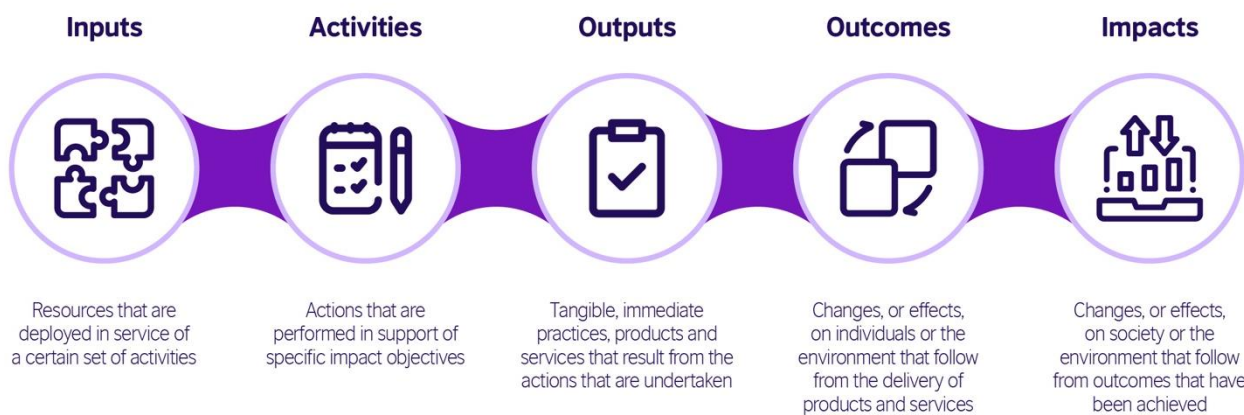 Inputs
Activities
Outputs
Outcomes
Impacts
Resources that are
deployed in service of
a certain set of activities
Actions that are
performed in support of
specific impact objectives
Tangible, immediate
practices, products and
services that result from the
actions that are undertaken
Changes, or effects,
on individuals or the
environment that follow
from the delivery of
products and services
Changes, or effects,
on society or the
environment that follow
from outcomes that have
been achieved